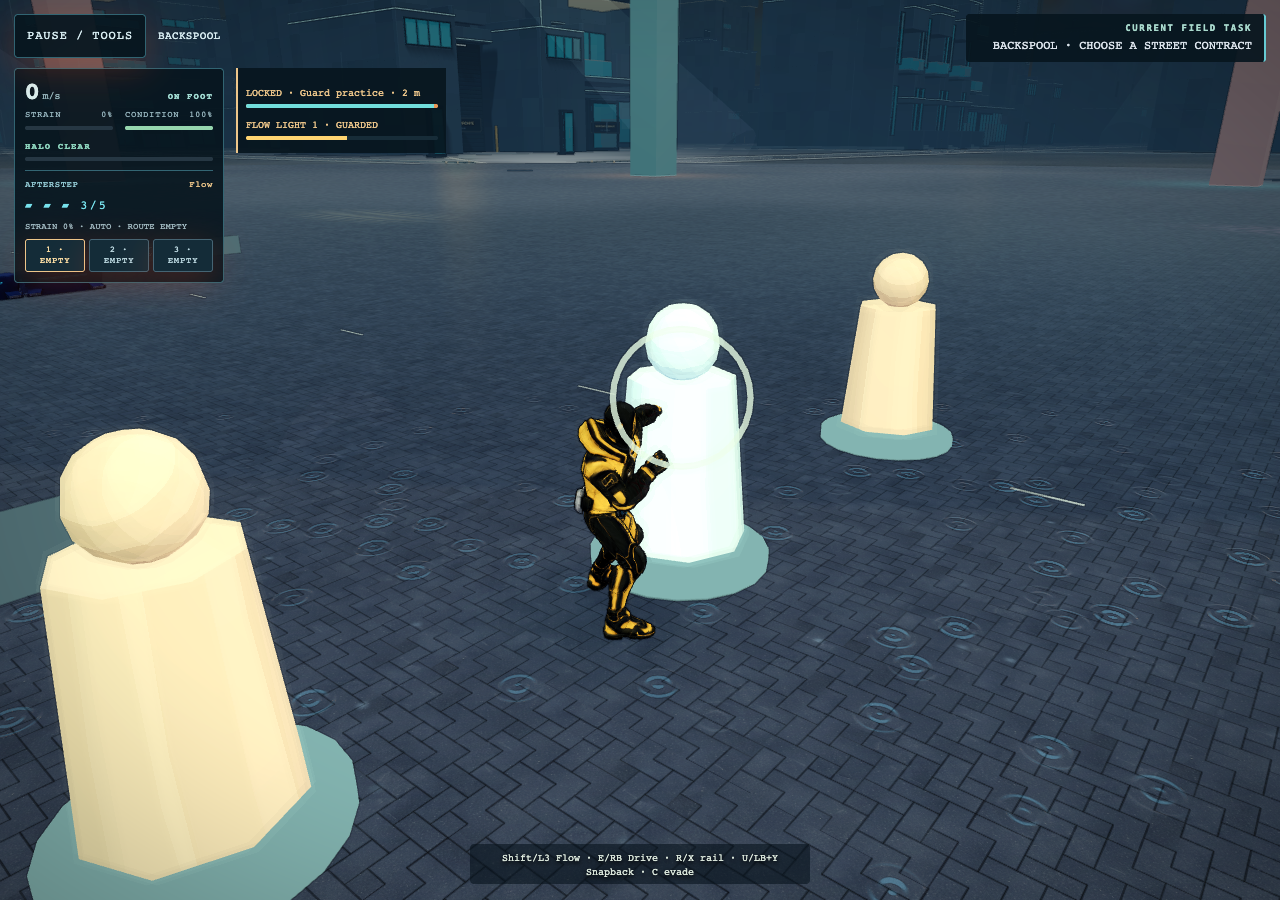 PAUSE / TOOLS
BACKSPOOL
CURRENT FIELD TASK
BACKSPOOL · CHOOSE A STREET CONTRACT
0 m/s
ON FOOT
STRAIN 0%
CONDITION 100%
HALO CLEAR
AFTERSTEP
Flow
3/5
STRAIN 0% · AUTO · ROUTE EMPTY
1 ·
EMPTY
2 ·
EMPTY
3 ·
EMPTY
LOCKED · Guard practice · 2 m
FLOW LIGHT 1 · GUARDED
Shift/L3 Flow · E/RB Drive · R/X rail · U/LB+Y
Snapback · C evade